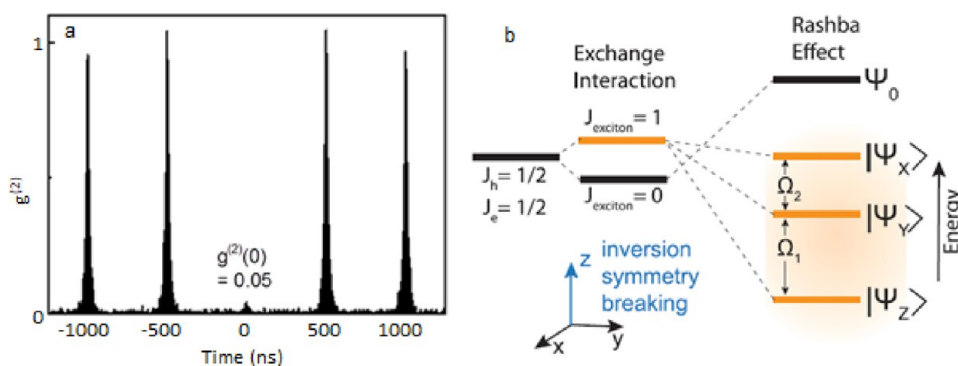 a
1
g(2)
g(2)(0)
= 0.05
0
-1000 -500 0 500 1000
Time (ns)
b
Rashba
Effect
Exchange
Interaction
Ψ0
Jexciton= 1
|ΨX⟩
Jh= 1/2
Je= 1/2
Jexciton= 0
Ω2
|ΨY⟩
Ω1
|ΨZ⟩
Energy
z
inversion
symmetry
breaking
x
y